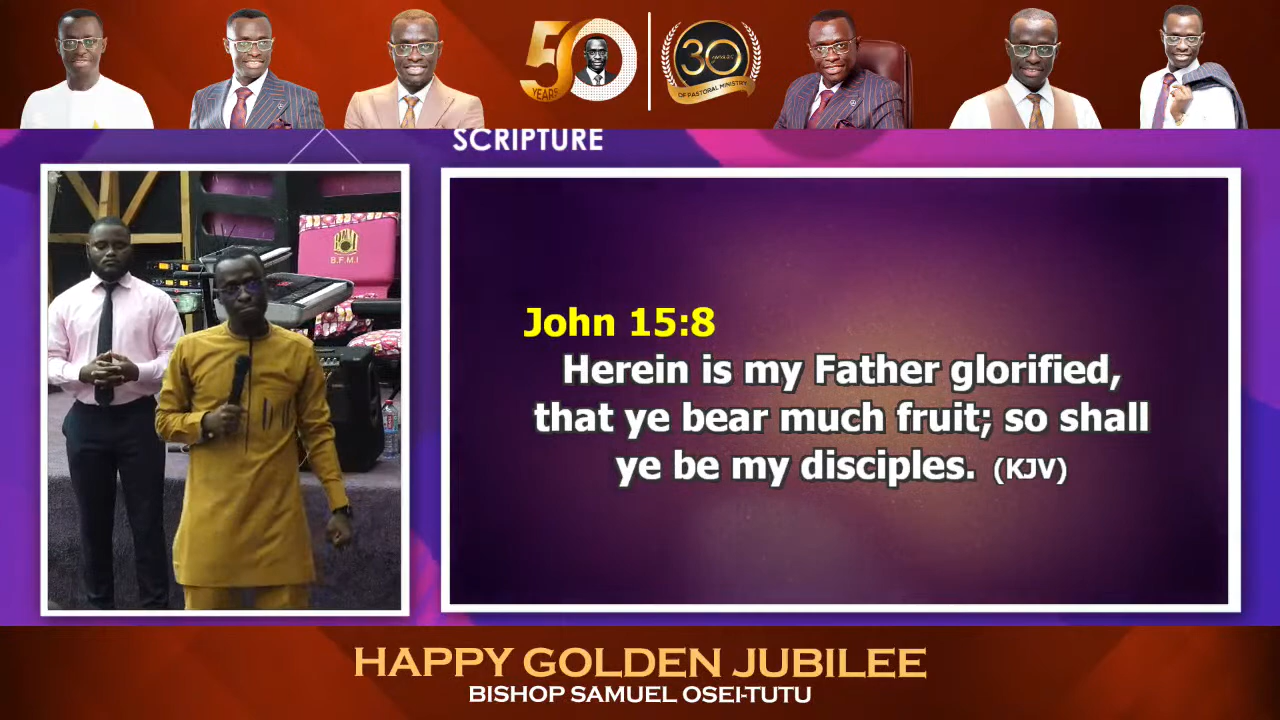 50
YEARS
30
years
OF PASTORAL MINISTRY
SCRIPTURE
B.F.M.I
John 15:8
Herein is my Father glorified,
that ye bear much fruit; so shall
ye be my disciples. (KJV)
HAPPY GOLDEN JUBILEE
BISHOP SAMUEL OSEI-TUTU